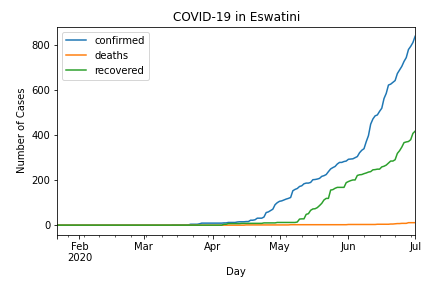 COVID-19 in Eswatini
confirmed
deaths
recovered
Number of Cases
800
600
400
200
0
Feb
2020
Mar
Apr
May
Jun
Jul
Day